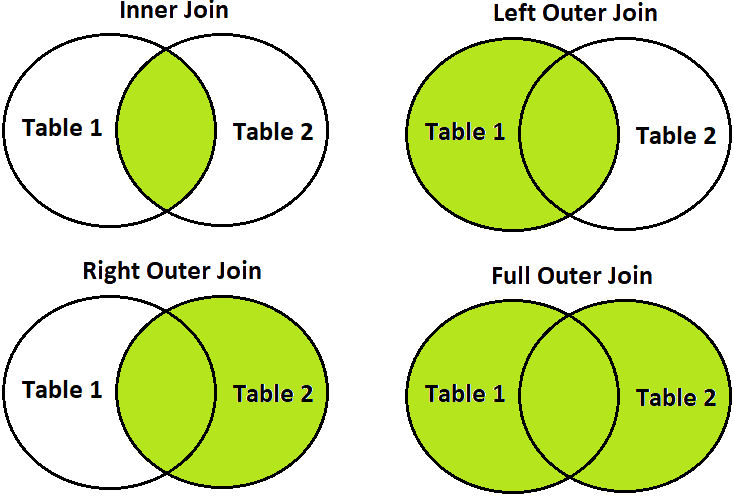 Inner Join
Left Outer Join
Table 1
Table 2
Table 1
Table 2
Right Outer Join
Full Outer Join
Table 1
Table 2
Table 1
Table 2